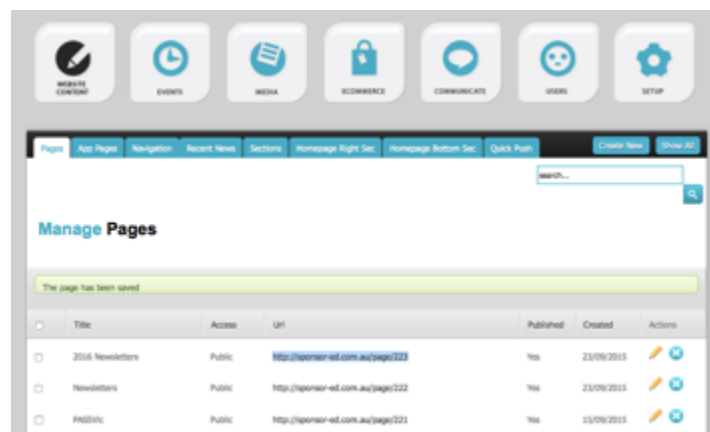 WEBSITE CONTENT
EVENTS
MEDIA
ECOMMERCE
COMMUNICATE
USERS
SETUP
Pages App Pages Navigation Recent News Sections Homepage Right Sec Homepage Bottom Sec Quick Push Create New Show All
search...
Manage Pages
The page has been saved
Title Access Url Published Created Actions
2016 Newsletters Public http://sponsor-ed.com.au/page/223 Yes 23/09/2015
Newsletters Public http://sponsor-ed.com.au/page/222 Yes 23/09/2015
PASSVic Public http://sponsor-ed.com.au/page/221 Yes 15/09/2015